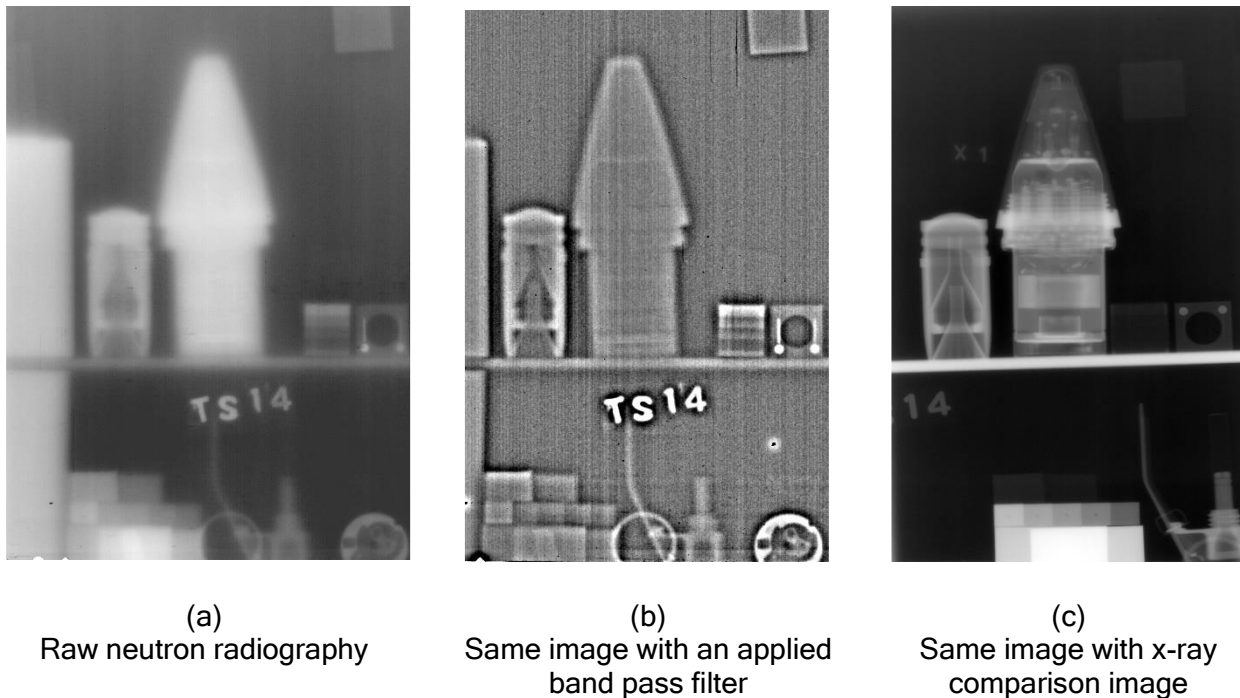 TS14
TS14
X 1
14
(a)
Raw neutron radiography
(b)
Same image with an applied
band pass filter
(c)
Same image with x-ray
comparison image